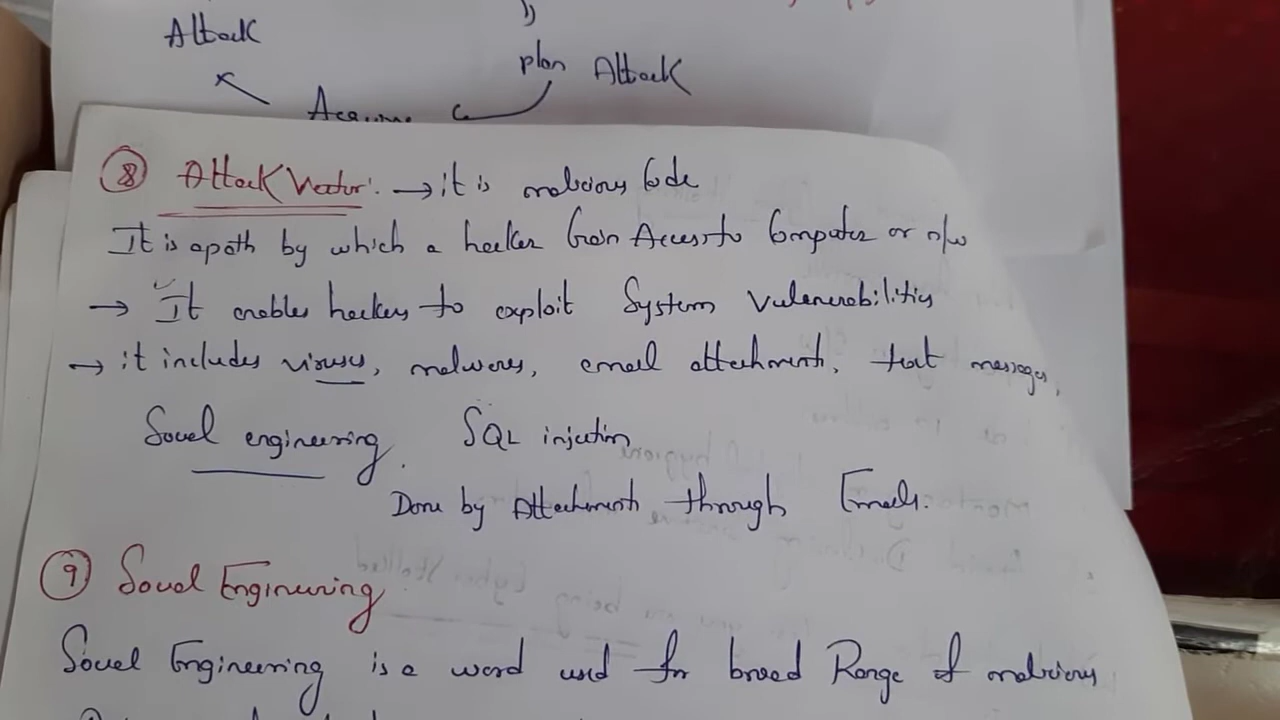 Attack
plan Attack
⑧ Attack Vector: → it is malicious Code
It is a path by which a hacker Gain Access to Computer or n/w
→ It enables hackers to exploit System Vulenerabilities
→ it includes viruses, malwares, email attachments, text messages,
Social engineering. SQL injection
Done by Attachments through Emails.
⑨ Social Engineering
Social Engineering is a word used for broad Range of malicious